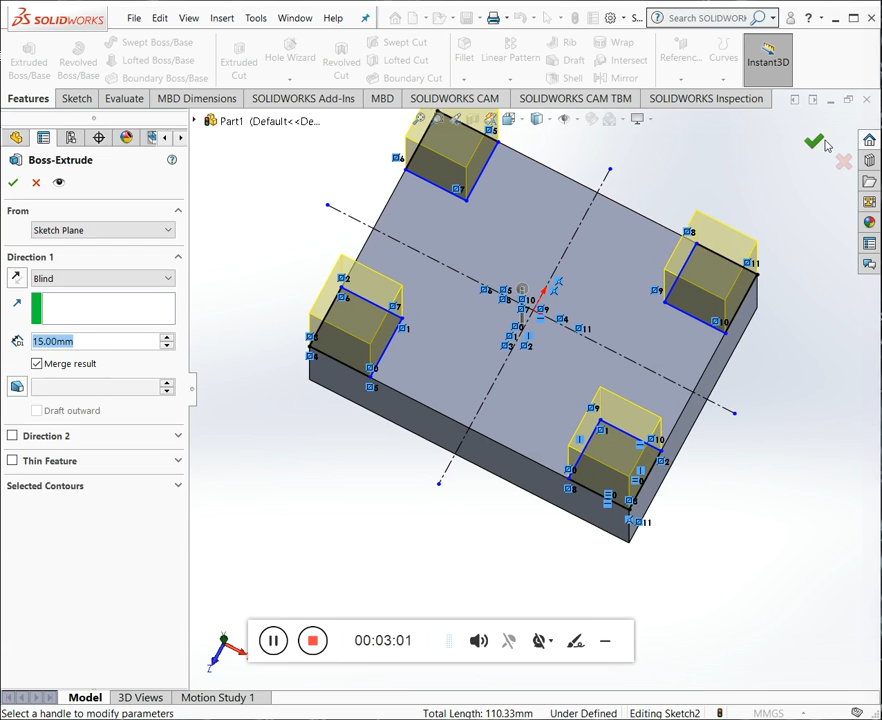 SOLIDWORKS File Edit View Insert Tools Window Help S... Search SOLIDWORKS
Extruded Boss/Base
Revolved Boss/Base
Swept Boss/Base
Lofted Boss/Base
Boundary Boss/Base
Extruded Cut
Hole Wizard
Revolved Cut
Swept Cut
Lofted Cut
Boundary Cut
Fillet
Linear Pattern
Rib
Draft
Shell
Wrap
Intersect
Mirror
Referenc...
Curves
Instant3D
Features Sketch Evaluate MBD Dimensions SOLIDWORKS Add-Ins MBD SOLIDWORKS CAM SOLIDWORKS CAM TBM SOLIDWORKS Inspection
Part1 (Default<<De...
Boss-Extrude
From
Sketch Plane
Direction 1
Blind
15.00mm
Merge result
Draft outward
Direction 2
Thin Feature
Selected Contours
00:03:01
Model 3D Views Motion Study 1
Select a handle to modify parameters Total Length: 110.33mm Under Defined Editing Sketch2 MMGS